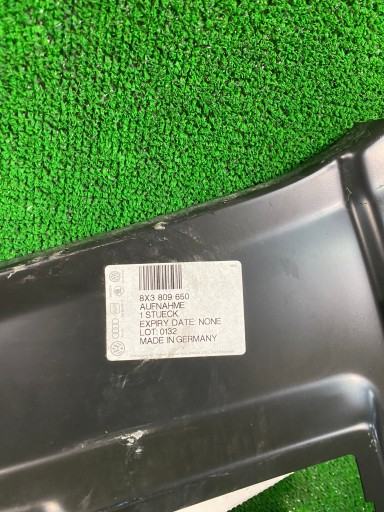 8X3 809 650
AUFNAHME
1 STUECK
EXPIRY DATE: NONE
LOT: 0132
MADE IN GERMANY